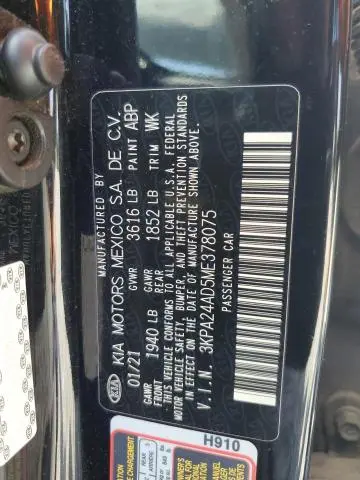 KIA KIA MOTORS MEXICO S.A. DE C.V.
01/21 GVWR 3616 LB PAINT ABP
GAWR FRONT 1940 LB GAWR REAR 1852 LB TRIM WK
THIS VEHICLE CONFORMS TO ALL APPLICABLE U.S.A. FEDERAL
MOTOR VEHICLE SAFETY, BUMPER, AND THEFT PREVENTION STANDARDS
IN EFFECT ON THE DATE OF MANUFACTURE SHOWN ABOVE.
V.I.N. 3KPA24AD5ME378075
PASSENGER CAR
H910
REAR